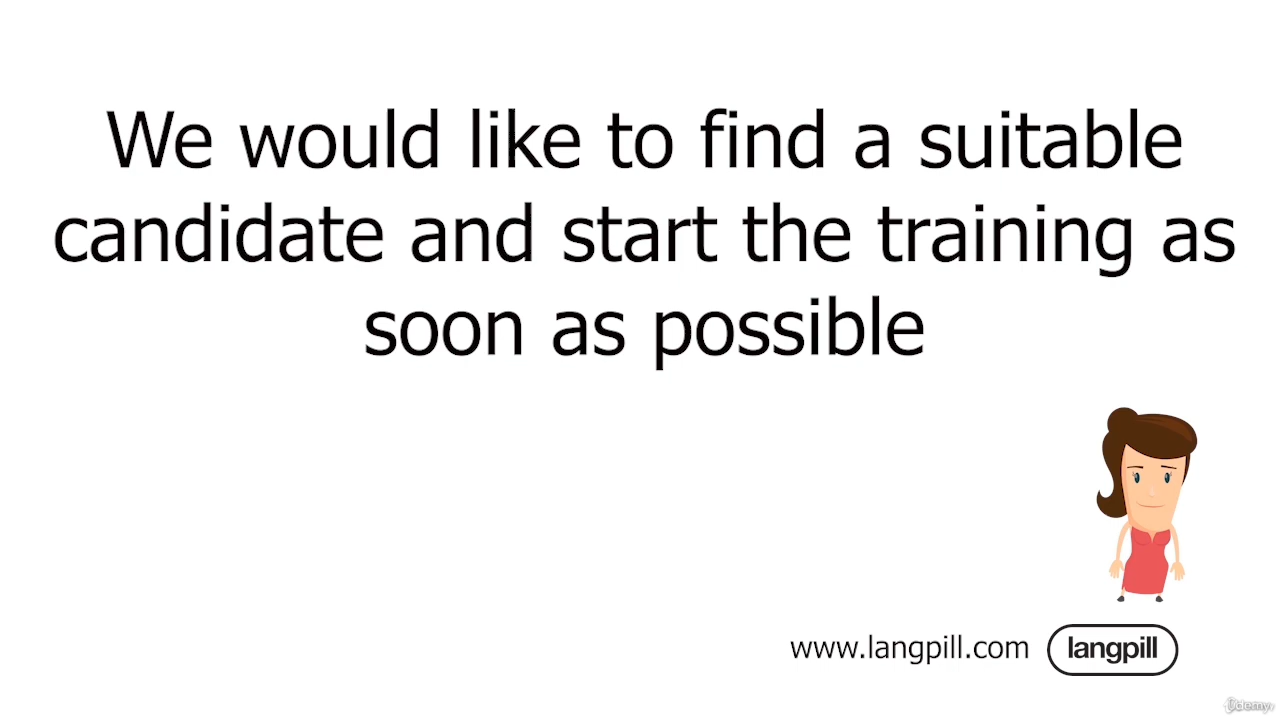 We would like to find a suitable
candidate and start the training as
soon as possible
www.langpill.com langpill
Udemy